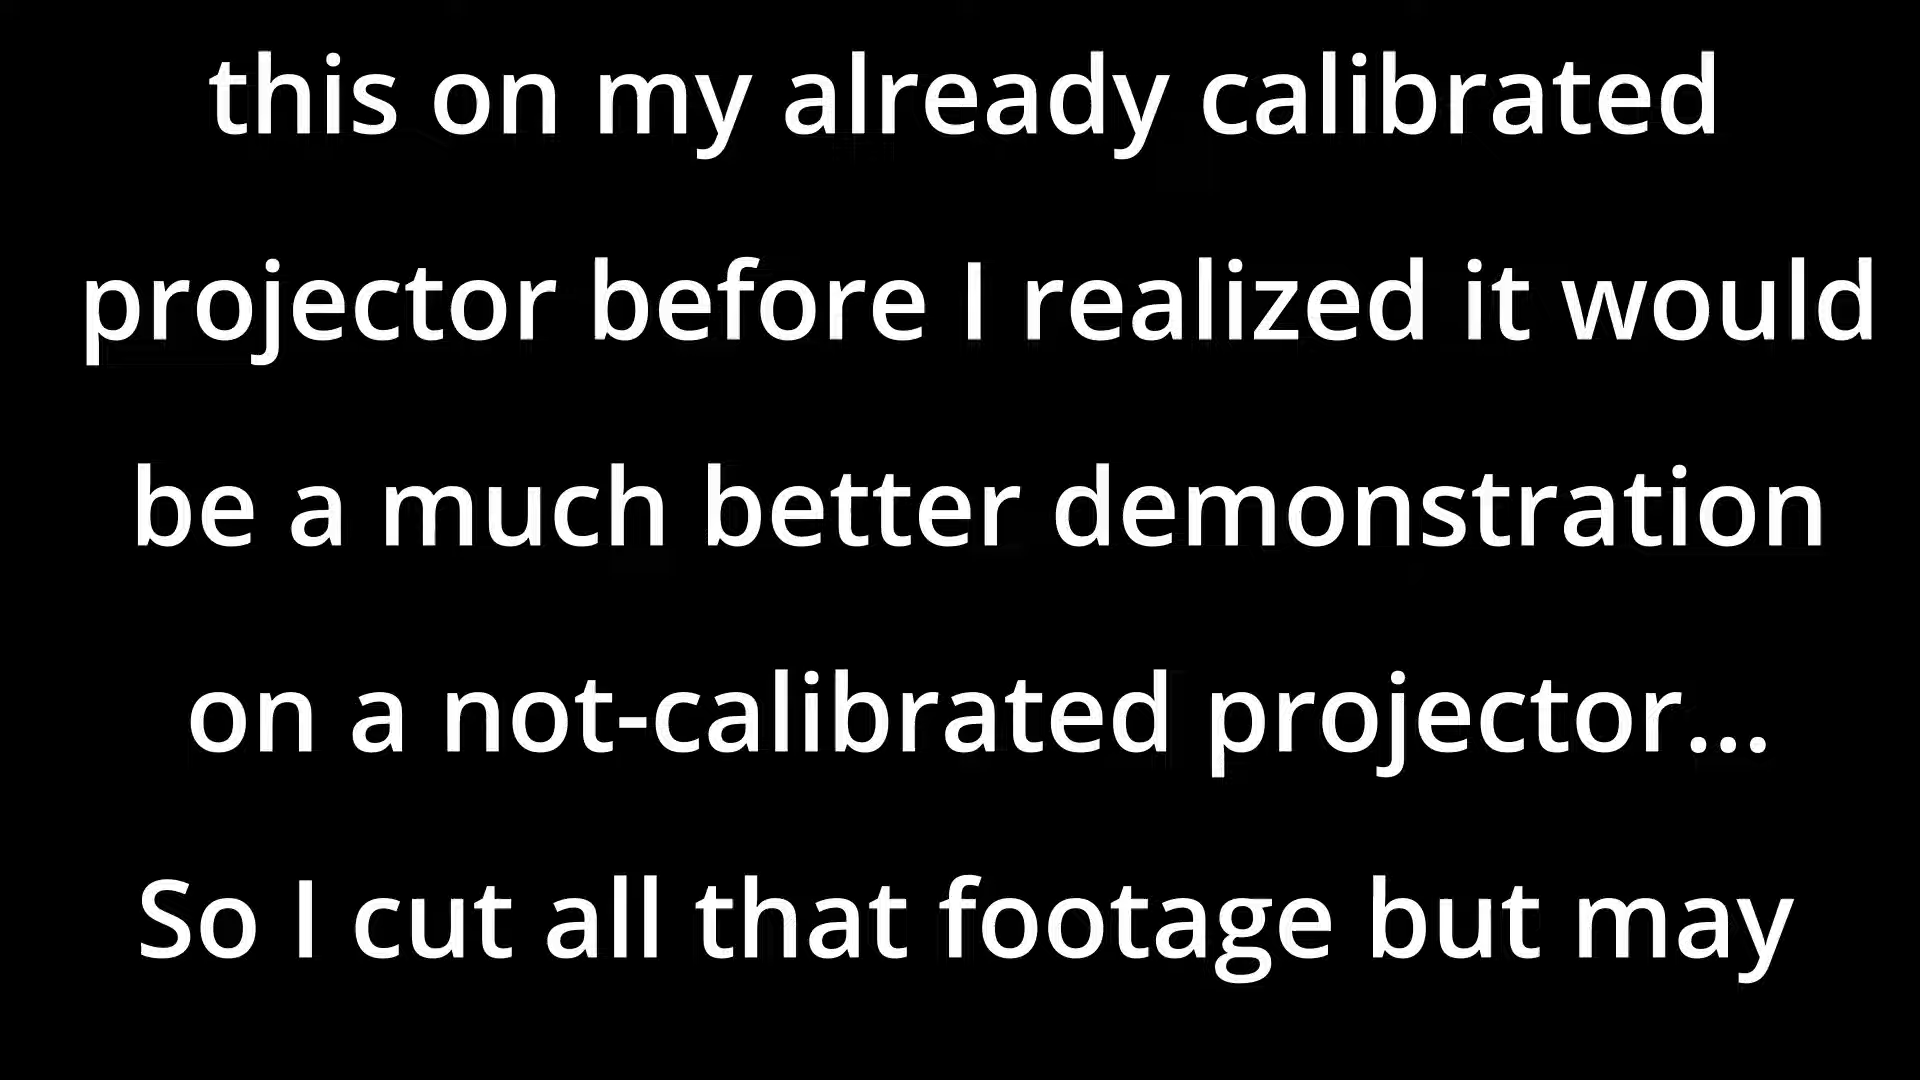 this on my already calibrated
projector before I realized it would
be a much better demonstration
on a not-calibrated projector...
So I cut all that footage but may